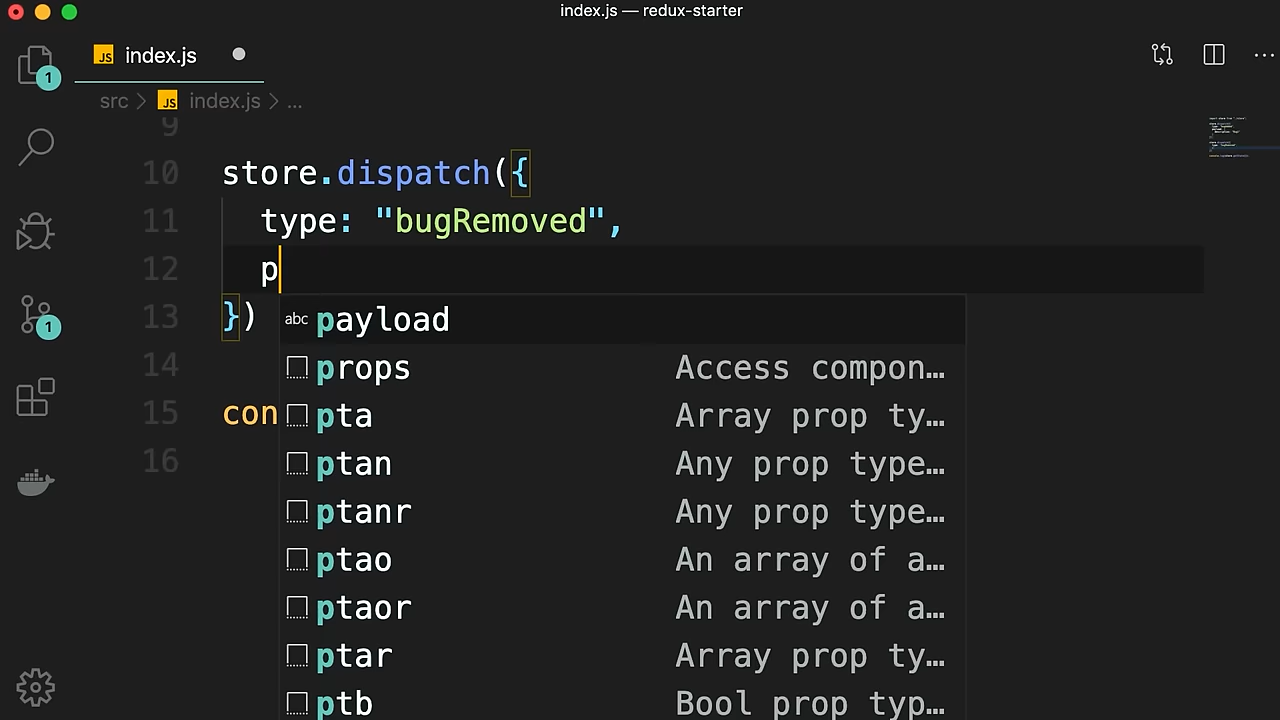 index.js — redux-starter
JS index.js
1
src > JS index.js > ...
9
10 store.dispatch({
11 type: "bugRemoved",
12 p
13 })
14
15 con
16
abc payload
props Access compon…
pta Array prop ty…
ptan Any prop type…
ptanr Any prop type…
ptao An array of a…
ptaor An array of a…
ptar Array prop ty…
ptb Bool prop typ…
1